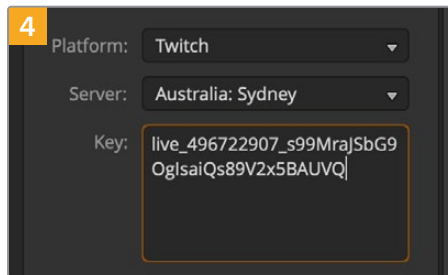 4
Platform: Twitch
Server: Australia: Sydney
Key: live_496722907_s99MraJSbG9
OgIsaiQs89V2x5BAUVQ